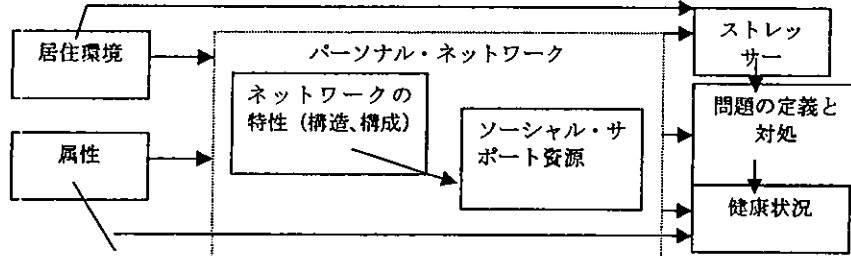 居住環境
属性
パーソナル・ネットワーク
ネットワークの
特性（構造、構成）
ソーシャル・サ
ポート資源
ストレッ
サー
問題の定義と
対処
健康状況